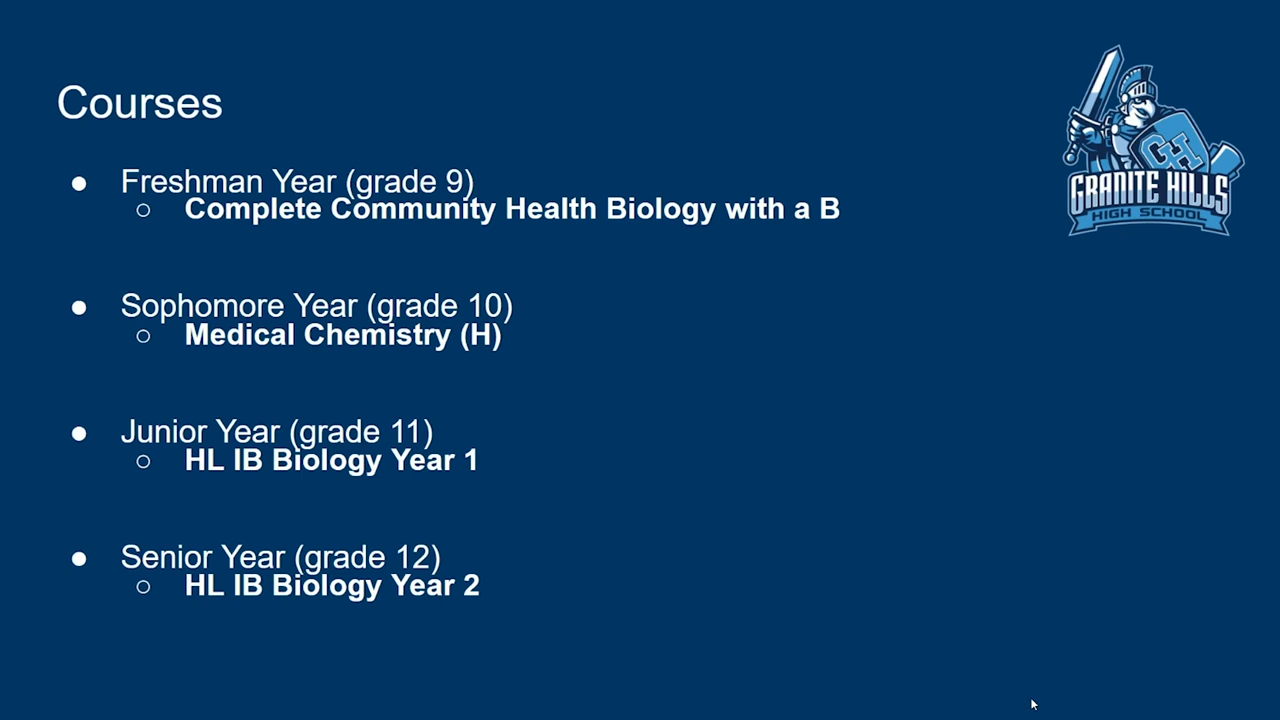 Courses
● Freshman Year (grade 9)
○ Complete Community Health Biology with a B
● Sophomore Year (grade 10)
○ Medical Chemistry (H)
● Junior Year (grade 11)
○ HL IB Biology Year 1
● Senior Year (grade 12)
○ HL IB Biology Year 2
GH
GRANITE HILLS
HIGH SCHOOL